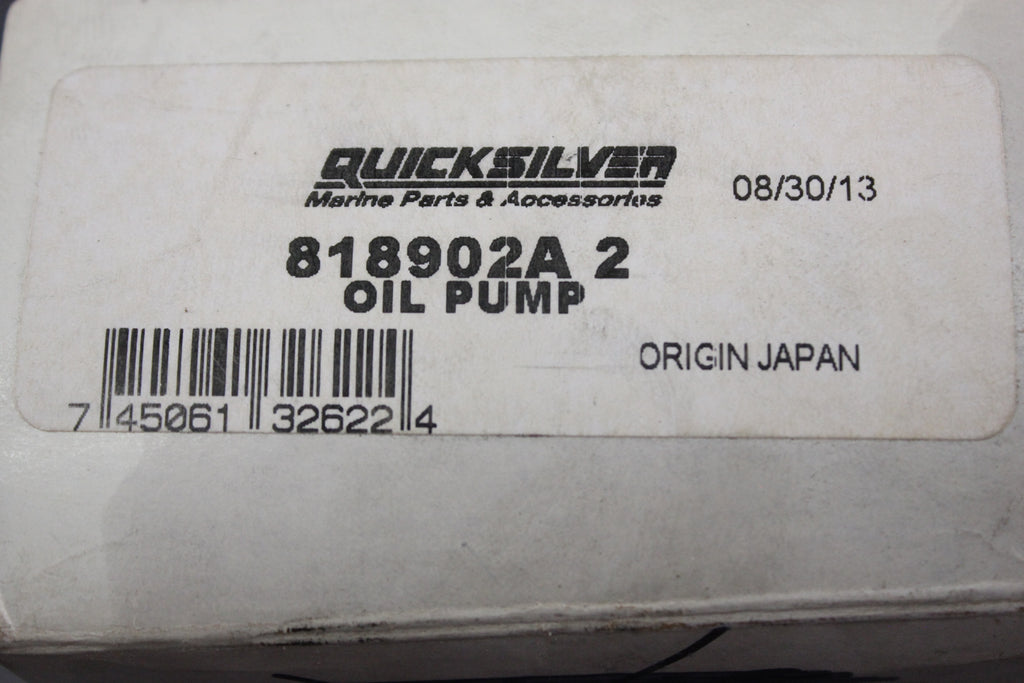 QUICKSILVER
Marine Parts & Accessories
08/30/13
818902A 2
OIL PUMP
ORIGIN JAPAN
7 45061 32622 4